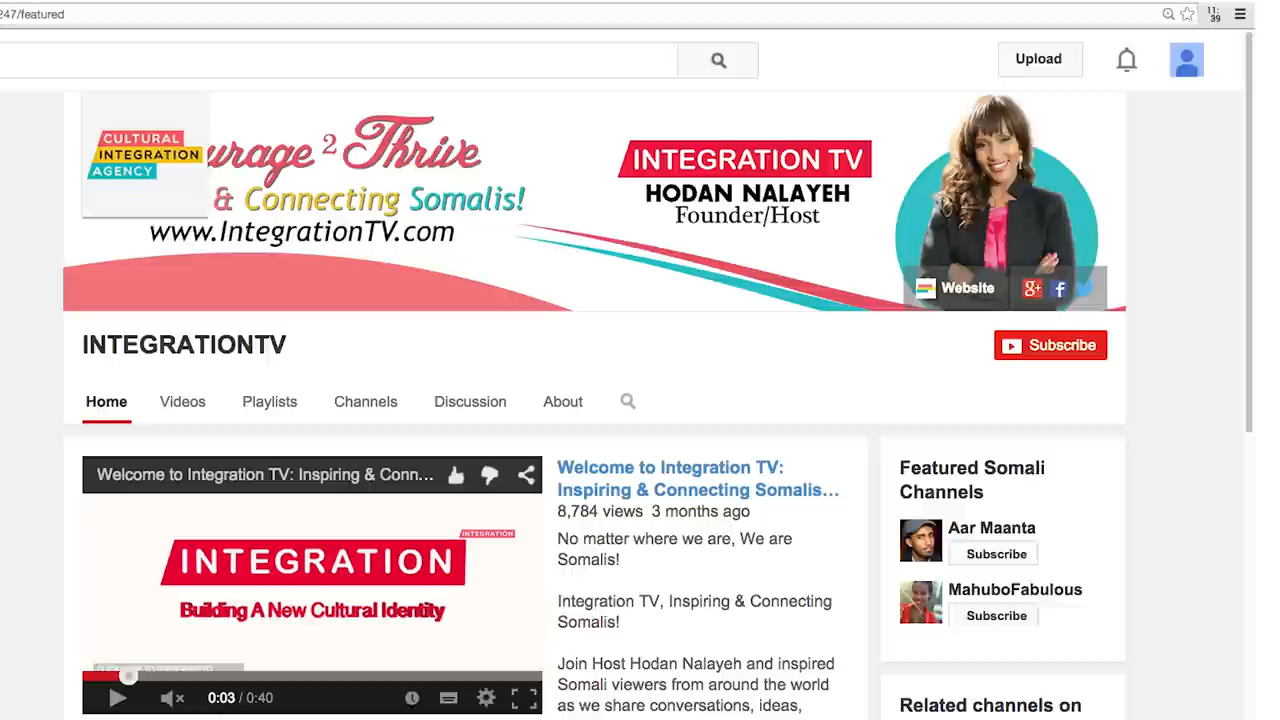 247/featured
11:
39
Upload
CULTURAL
INTEGRATION
AGENCY
urage 2 Thrive
& Connecting Somalis!
www.IntegrationTV.com
INTEGRATION TV
HODAN NALAYEH
Founder/Host
Website
INTEGRATIONTV
Subscribe
Home
Videos
Playlists
Channels
Discussion
About
Welcome to Integration TV: Inspiring & Conn...
INTEGRATION
INTEGRATION
Building A New Cultural Identity
0:03 / 0:40
Welcome to Integration TV:
Inspiring & Connecting Somalis...
8,784 views 3 months ago
No matter where we are, We are
Somalis!
Integration TV, Inspiring & Connecting
Somalis!
Join Host Hodan Nalayeh and inspired
Somali viewers from around the world
as we share conversations, ideas,
Featured Somali
Channels
Aar Maanta
Subscribe
MahuboFabulous
Subscribe
Related channels on